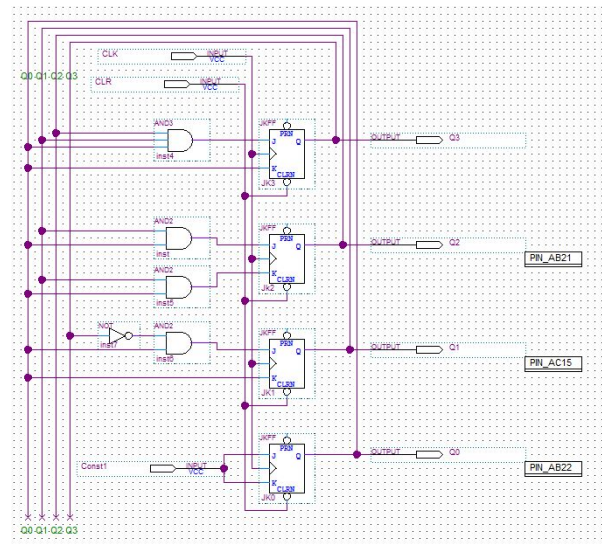 CLK
INPUT
VCC
Q0 Q1 Q2 Q3
CLR
INPUT
VCC
AND3
inst4
JKFF
PRN
J Q
K
CLRN
JK3
OUTPUT
Q3
AND2
inst
JKFF
PRN
J Q
K
CLRN
Jk2
OUTPUT
Q2
PIN_AB21
AND2
inst5
NOT
inst7
AND2
inst6
JKFF
PRN
J Q
K
CLRN
JK1
OUTPUT
Q1
PIN_AC15
Const1
INPUT
VCC
JKFF
PRN
J Q
K
CLRN
JK0
OUTPUT
Q0
PIN_AB22
Q0 Q1 Q2 Q3